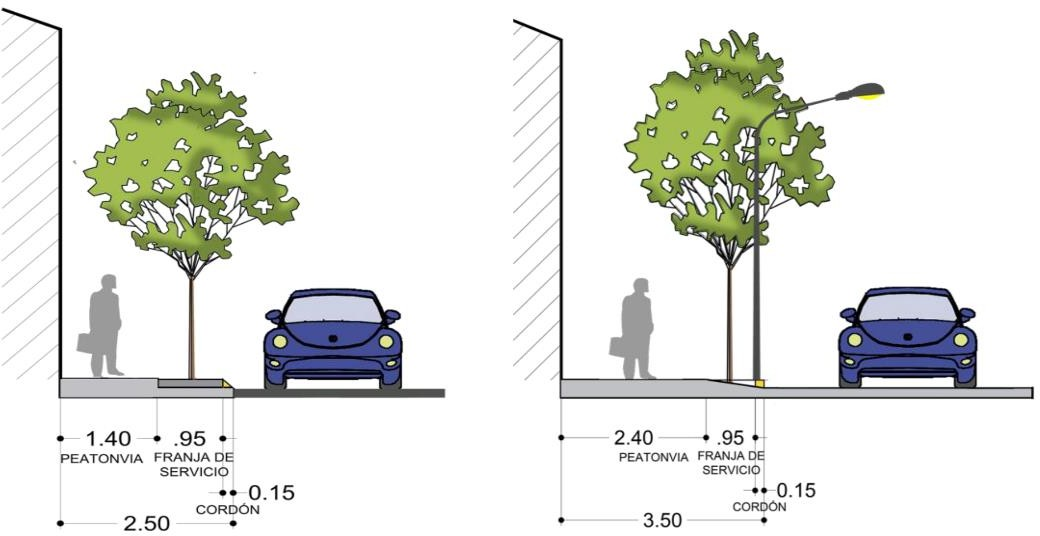 1.40
.95
PEATONVIA
FRANJA DE
SERVICIO
0.15
CORDÓN
2.50
2.40
.95
PEATONVIA
FRANJA DE
SERVICIO
0.15
CORDÓN
3.50